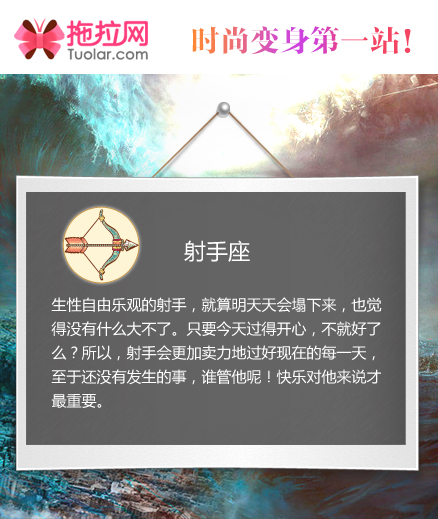 拖拉网
Tuolar.com
时尚变身第一站!
射手座
生性自由乐观的射手，就算明天天会塌下来，也觉
得没有什么大不了。只要今天过得开心，不就好了
么？所以，射手会更加卖力地过好现在的每一天，
至于还没有发生的事，谁管他呢！快乐对他来说才
最重要。